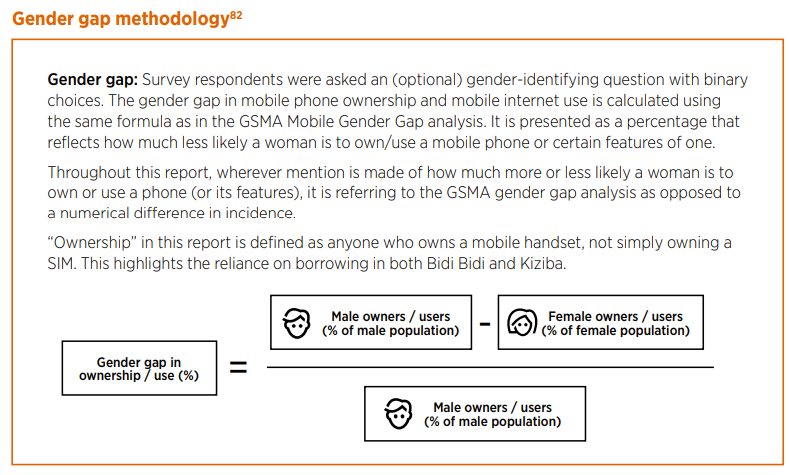 Gender gap methodology82
Gender gap: Survey respondents were asked an (optional) gender-identifying question with binary
choices. The gender gap in mobile phone ownership and mobile internet use is calculated using
the same formula as in the GSMA Mobile Gender Gap analysis. It is presented as a percentage that
reflects how much less likely a woman is to own/use a mobile phone or certain features of one.
Throughout this report, wherever mention is made of how much more or less likely a woman is to
own or use a phone (or its features), it is referring to the GSMA gender gap analysis as opposed to
a numerical difference in incidence.
“Ownership” in this report is defined as anyone who owns a mobile handset, not simply owning a
SIM. This highlights the reliance on borrowing in both Bidi Bidi and Kiziba.
Gender gap in
ownership / use (%)
=
Male owners / users
(% of male population)
–
Female owners / users
(% of female population)
Male owners / users
(% of male population)